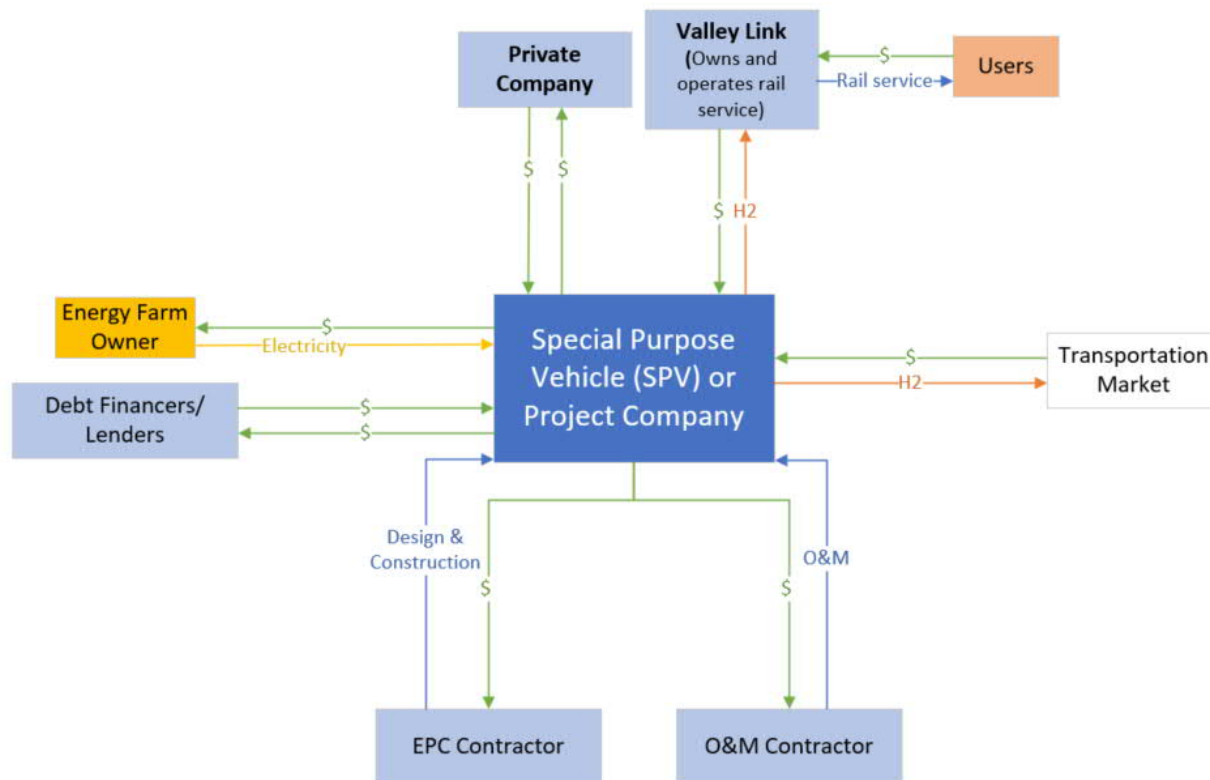 Private
Company
Valley Link
(Owns and
operates rail
service)
$
Rail service
Users
$
$
$
H2
Energy Farm
Owner
$
Electricity
Special Purpose
Vehicle (SPV) or
Project Company
$
H2
Transportation
Market
Debt Financers/
Lenders
$
$
Design &
Construction
$
$
O&M
EPC Contractor
O&M Contractor